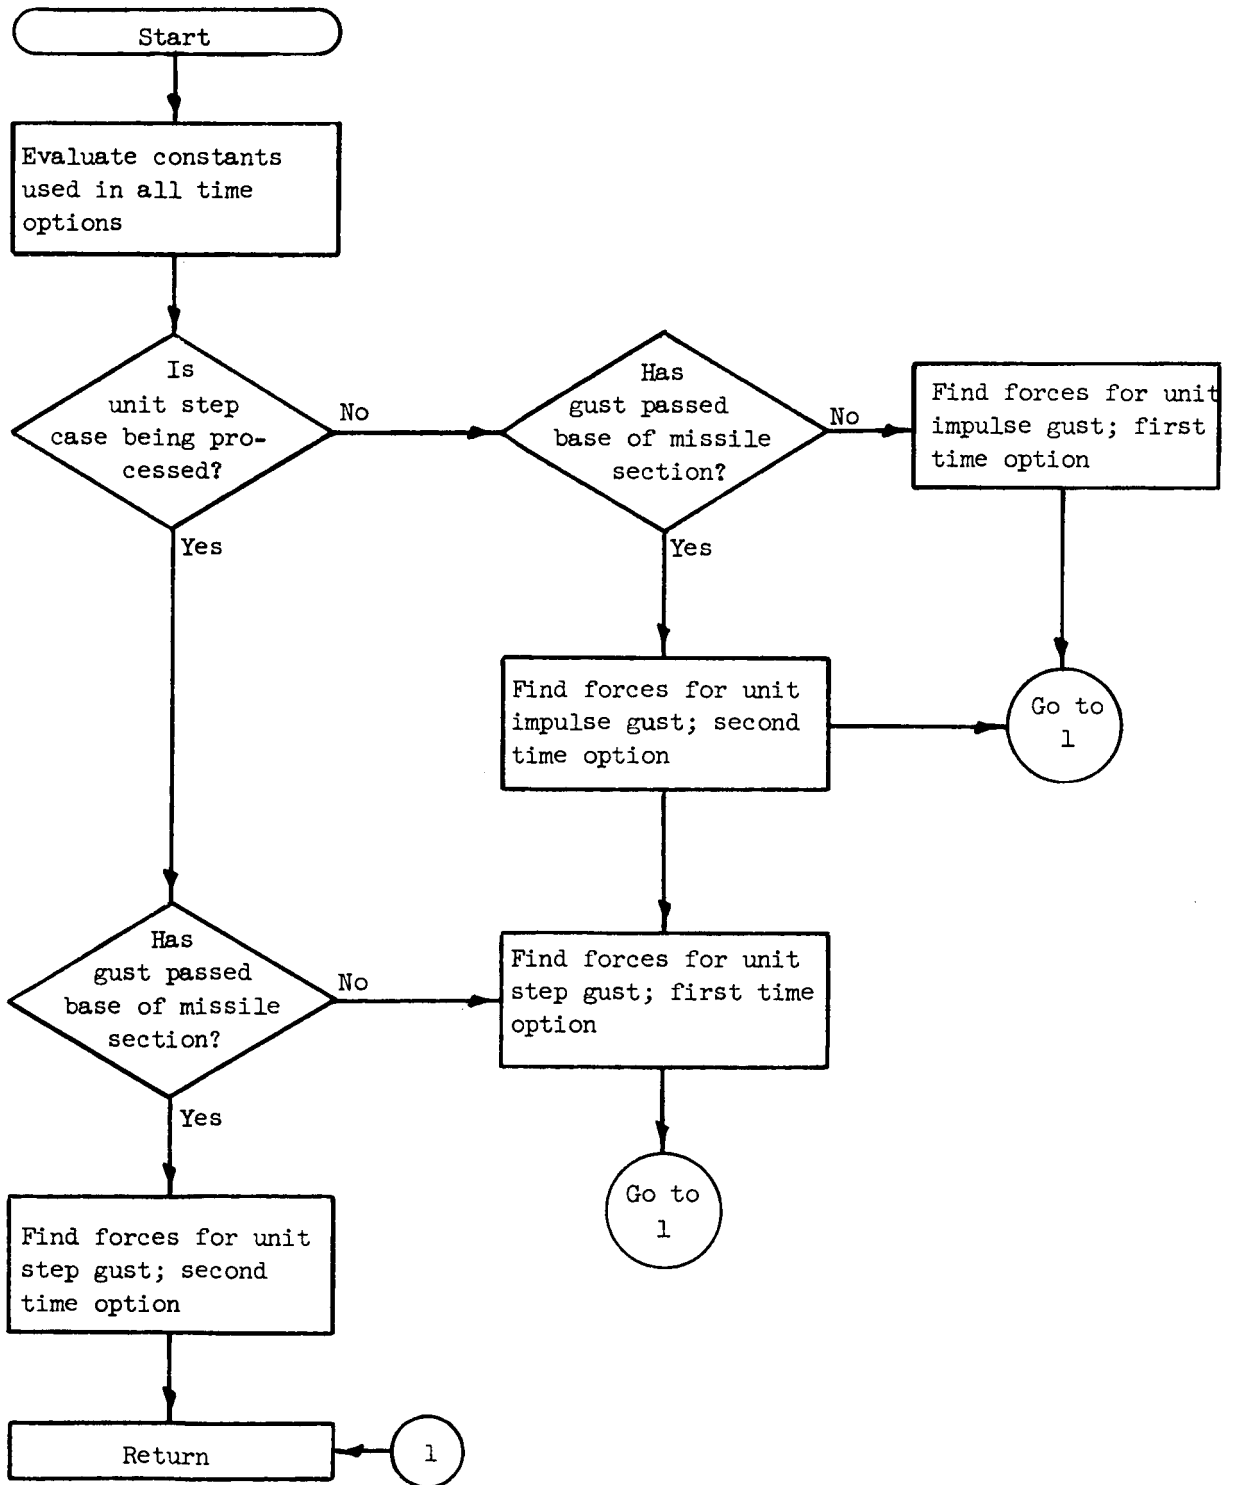 Start
Evaluate constants
used in all time
options
Is
unit step
case being pro-
cessed?
No
Yes
Has
gust passed
base of missile
section?
No
Yes
Find forces for unit
impulse gust; first
time option
Find forces for unit
impulse gust; second
time option
Go to
1
Has
gust passed
base of missile
section?
No
Yes
Find forces for unit
step gust; first time
option
Go to
1
Find forces for unit
step gust; second
time option
Return
1